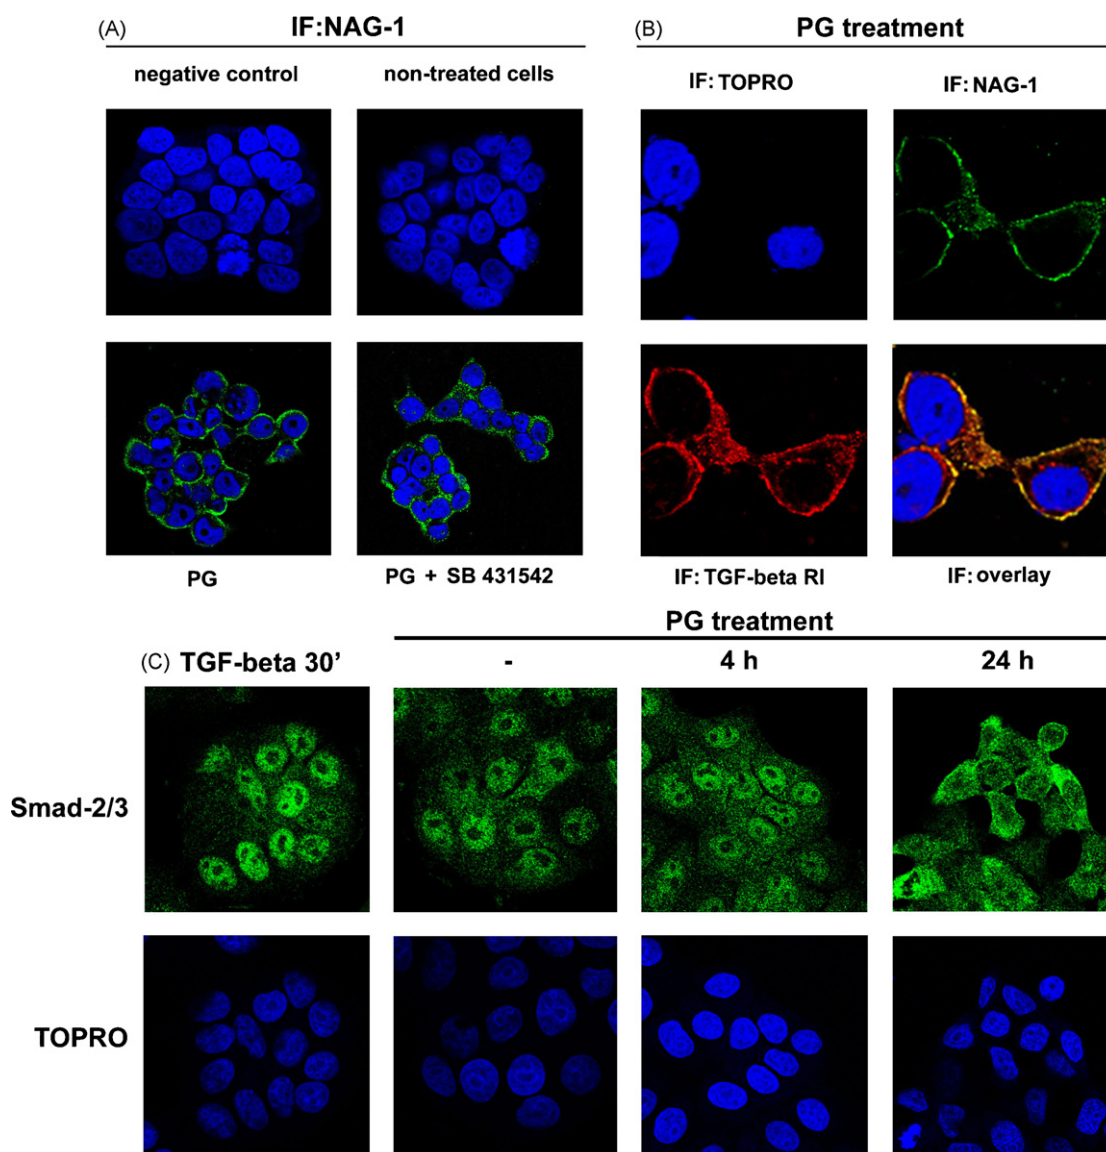 (A) IF:NAG-1
negative control non-treated cells
PG PG + SB 431542
(B) PG treatment
IF: TOPRO IF: NAG-1
IF: TGF-beta RI IF: overlay
PG treatment
(C) TGF-beta 30' - 4 h 24 h
Smad-2/3
TOPRO